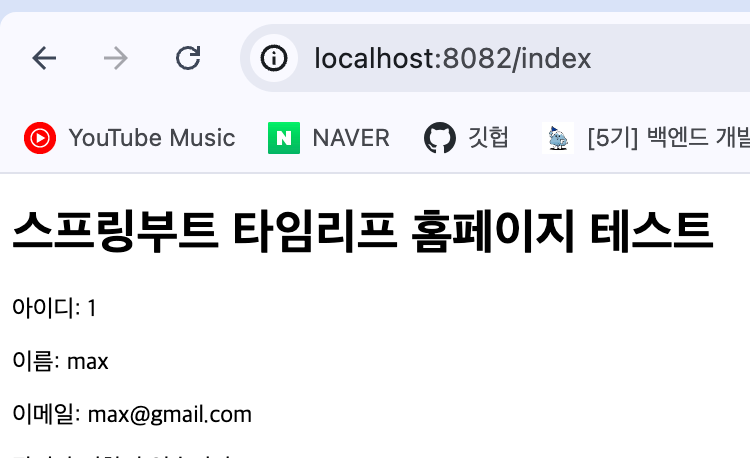 localhost:8082/index
YouTube Music NAVER 깃헙 [5기] 백엔드 개발
스프링부트 타임리프 홈페이지 테스트
아이디: 1
이름: max
이메일: max@gmail.com